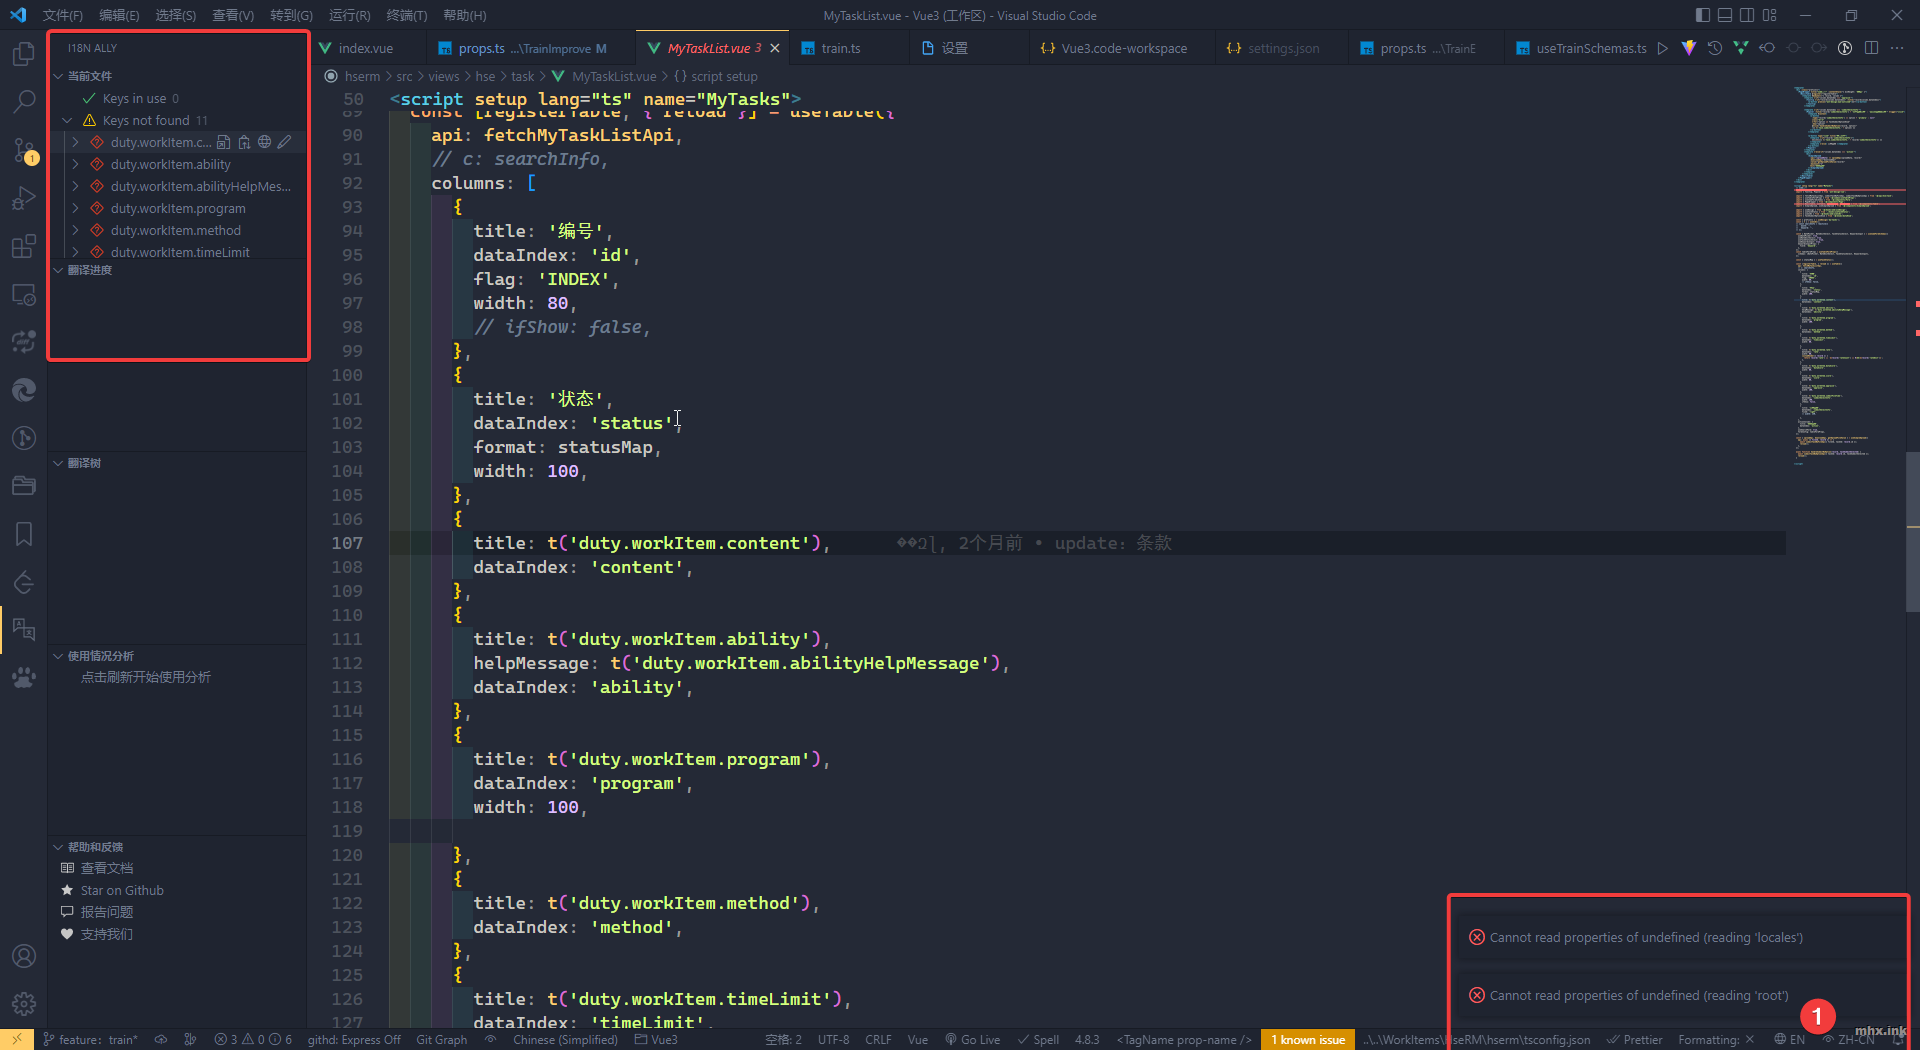 文件(F) 编辑(E) 选择(S) 查看(V) 转到(G) 运行(R) 终端(T) 帮助(H)
MyTaskList.vue - Vue3 (工作区) - Visual Studio Code
I18N ALLY
当前文件
Keys in use 0
Keys not found 11
duty.workItem.c...
duty.workItem.ability
duty.workItem.abilityHelpMes...
duty.workItem.program
duty.workItem.method
duty.workItem.timeLimit
翻译进度
翻译树
使用情况分析
点击刷新开始使用分析
帮助和反馈
查看文档
Star on Github
报告问题
支持我们
index.vue
props.ts ...\TrainImprove M
MyTaskList.vue 3
train.ts
设置
Vue3.code-workspace
settings.json
props.ts ...\TrainE
useTrainSchemas.ts
hserm > src > views > hse > task > MyTaskList.vue > {} script setup
50 <script setup lang="ts" name="MyTasks">
89 const [registerTable, { reload }] = useTable({
90 api: fetchMyTaskListApi,
91 // c: searchInfo,
92 columns: [
93 {
94 title: '编号',
95 dataIndex: 'id',
96 flag: 'INDEX',
97 width: 80,
98 // ifShow: false,
99 },
100 {
101 title: '状态',
102 dataIndex: 'status',
103 format: statusMap,
104 width: 100,
105 },
106 {
107 title: t('duty.workItem.content'), 2个月前 • update: 条款
108 dataIndex: 'content',
109 },
110 {
111 title: t('duty.workItem.ability'),
112 helpMessage: t('duty.workItem.abilityHelpMessage'),
113 dataIndex: 'ability',
114 },
115 {
116 title: t('duty.workItem.program'),
117 dataIndex: 'program',
118 width: 100,
119
120 },
121 {
122 title: t('duty.workItem.method'),
123 dataIndex: 'method',
124 },
125 {
126 title: t('duty.workItem.timeLimit'),
127 dataIndex: 'timeLimit',
Cannot read properties of undefined (reading 'locales')
Cannot read properties of undefined (reading 'root')
1
mhx.ink
1
feature: train* 3 0 6 githd: Express Off Git Graph Chinese (Simplified) Vue3 空格: 2 UTF-8 CRLF Vue Go Live Spell 4.8.3 <TagName prop-name /> 1 known issue ..\..\WorkItems\HseRM\hserm\tsconfig.json Prettier Formatting: × EN ZH-CN